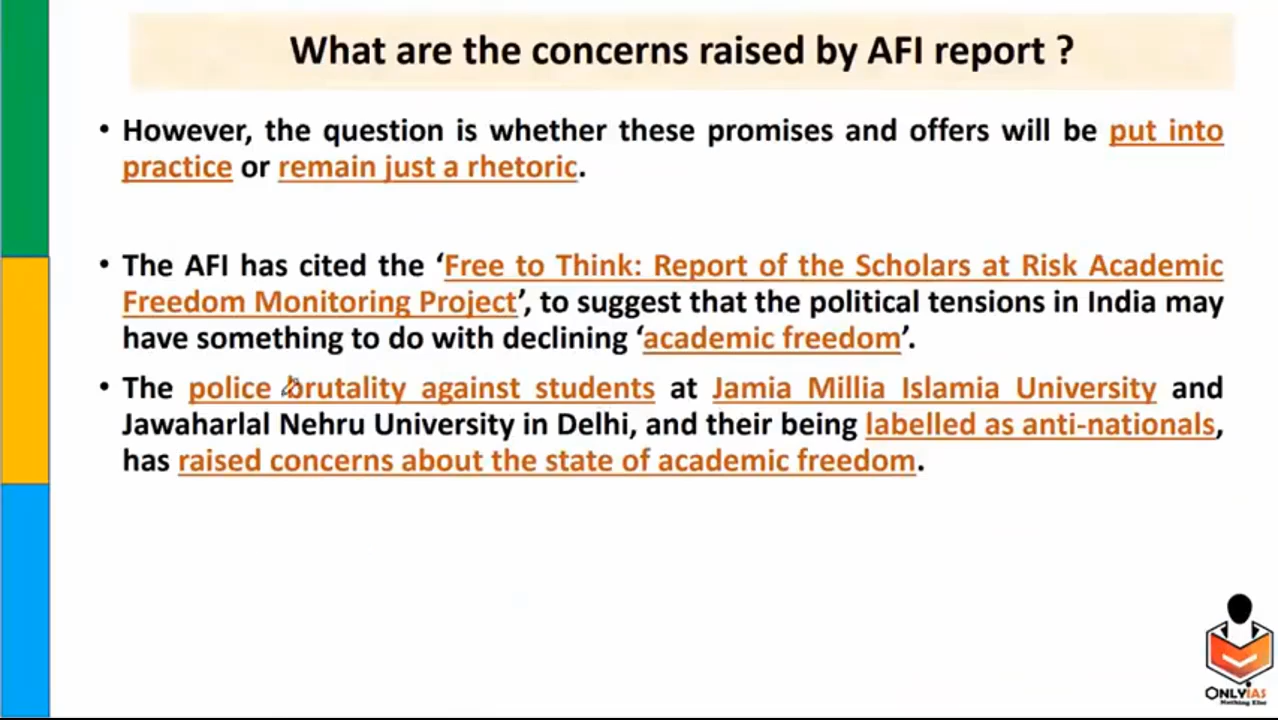 What are the concerns raised by AFI report ?
• However, the question is whether these promises and offers will be put into
practice or remain just a rhetoric.
• The AFI has cited the ‘Free to Think: Report of the Scholars at Risk Academic
Freedom Monitoring Project’, to suggest that the political tensions in India may
have something to do with declining ‘academic freedom’.
• The police brutality against students at Jamia Millia Islamia University and
Jawaharlal Nehru University in Delhi, and their being labelled as anti-nationals,
has raised concerns about the state of academic freedom.
ONLYIAS
Nothing Else